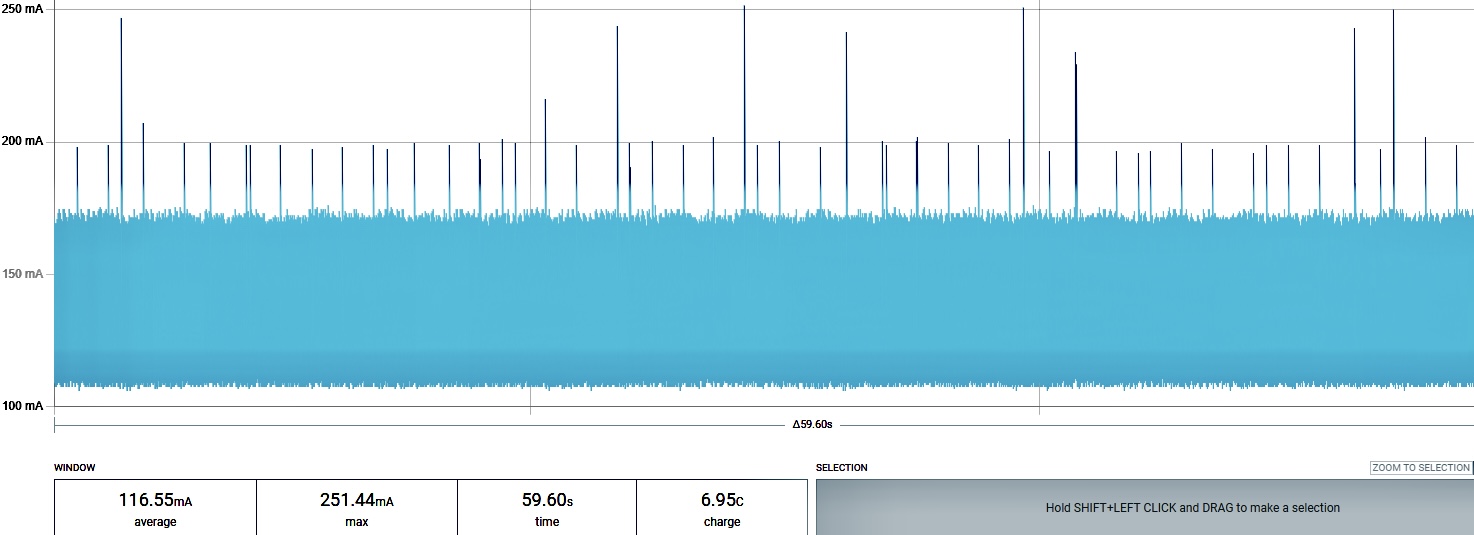 250 mA
200 mA
150 mA
100 mA
Δ59.60s
WINDOW
SELECTION
ZOOM TO SELECTION
116.55mA
average
251.44mA
max
59.60s
time
6.95C
charge
Hold SHIFT+LEFT CLICK and DRAG to make a selection